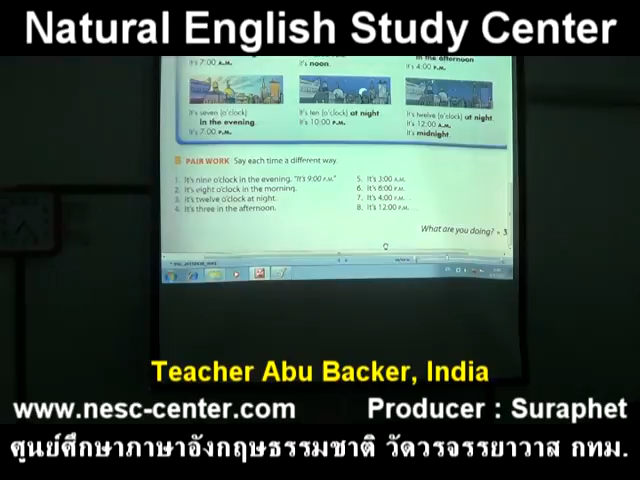 Natural English Study Center
in the afternoon
It's 7:00 A.M.
It's noon.
It's 4:00 P.M.
It's seven (o'clock)
in the evening.
It's 7:00 P.M.
It's ten (o'clock) at night.
It's 10:00 P.M.
It's twelve (o'clock) at night.
It's 12:00 A.M.
It's midnight.
B PAIR WORK Say each time a different way.
1. It's nine o'clock in the evening. "It's 9:00 P.M."
2. It's eight o'clock in the morning.
3. It's twelve o'clock at night.
4. It's three in the afternoon.
5. It's 3:00 A.M.
6. It's 6:00 P.M.
7. It's 4:00 P.M.
8. It's 12:00 P.M.
What are you doing? • 3
Teacher Abu Backer, India
www.nesc-center.com
Producer : Suraphet
ศูนย์ศึกษาภาษาอังกฤษธรรมชาติ วัดวรจรรยาวาส กทม.